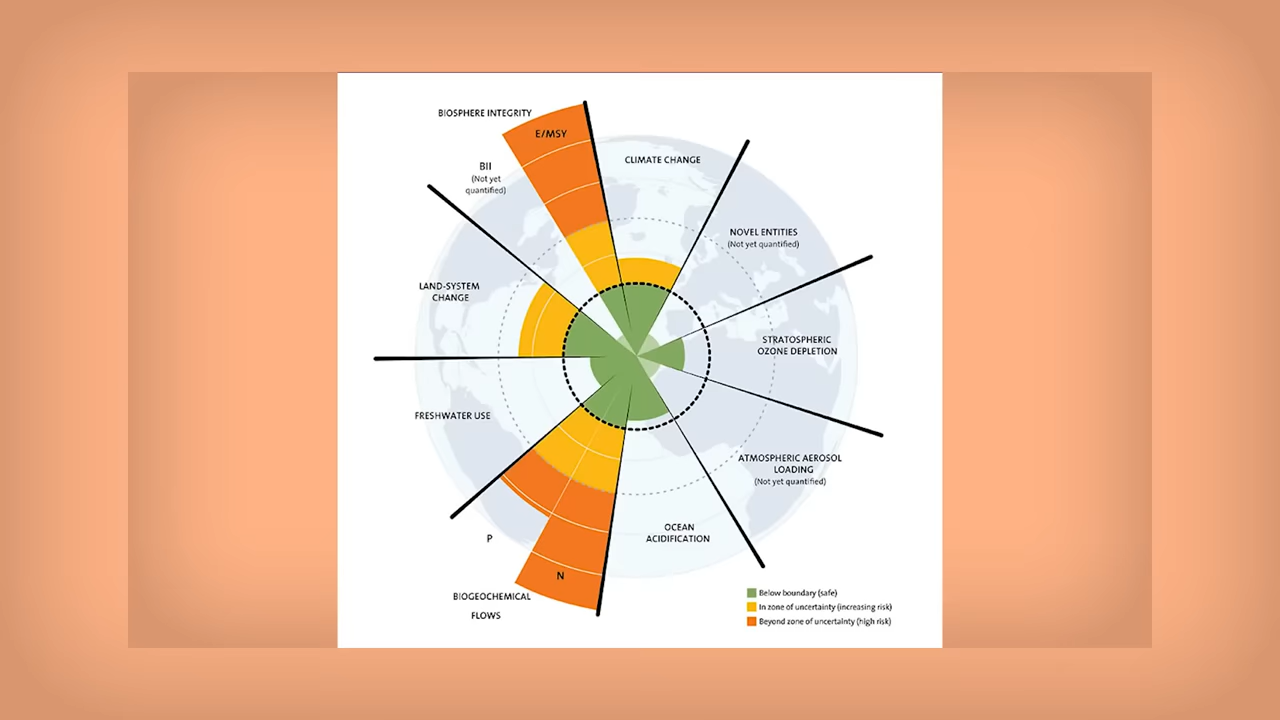 BIOSPHERE INTEGRITY
E/MSY
BII
(Not yet
quantified)
CLIMATE CHANGE
NOVEL ENTITIES
(Not yet quantified)
LAND-SYSTEM
CHANGE
STRATOSPHERIC
OZONE DEPLETION
FRESHWATER USE
ATMOSPHERIC AEROSOL
LOADING
(Not yet quantified)
OCEAN
ACIDIFICATION
P
N
BIOGEOCHEMICAL
FLOWS
Below boundary (safe)
In zone of uncertainty (increasing risk)
Beyond zone of uncertainty (high risk)